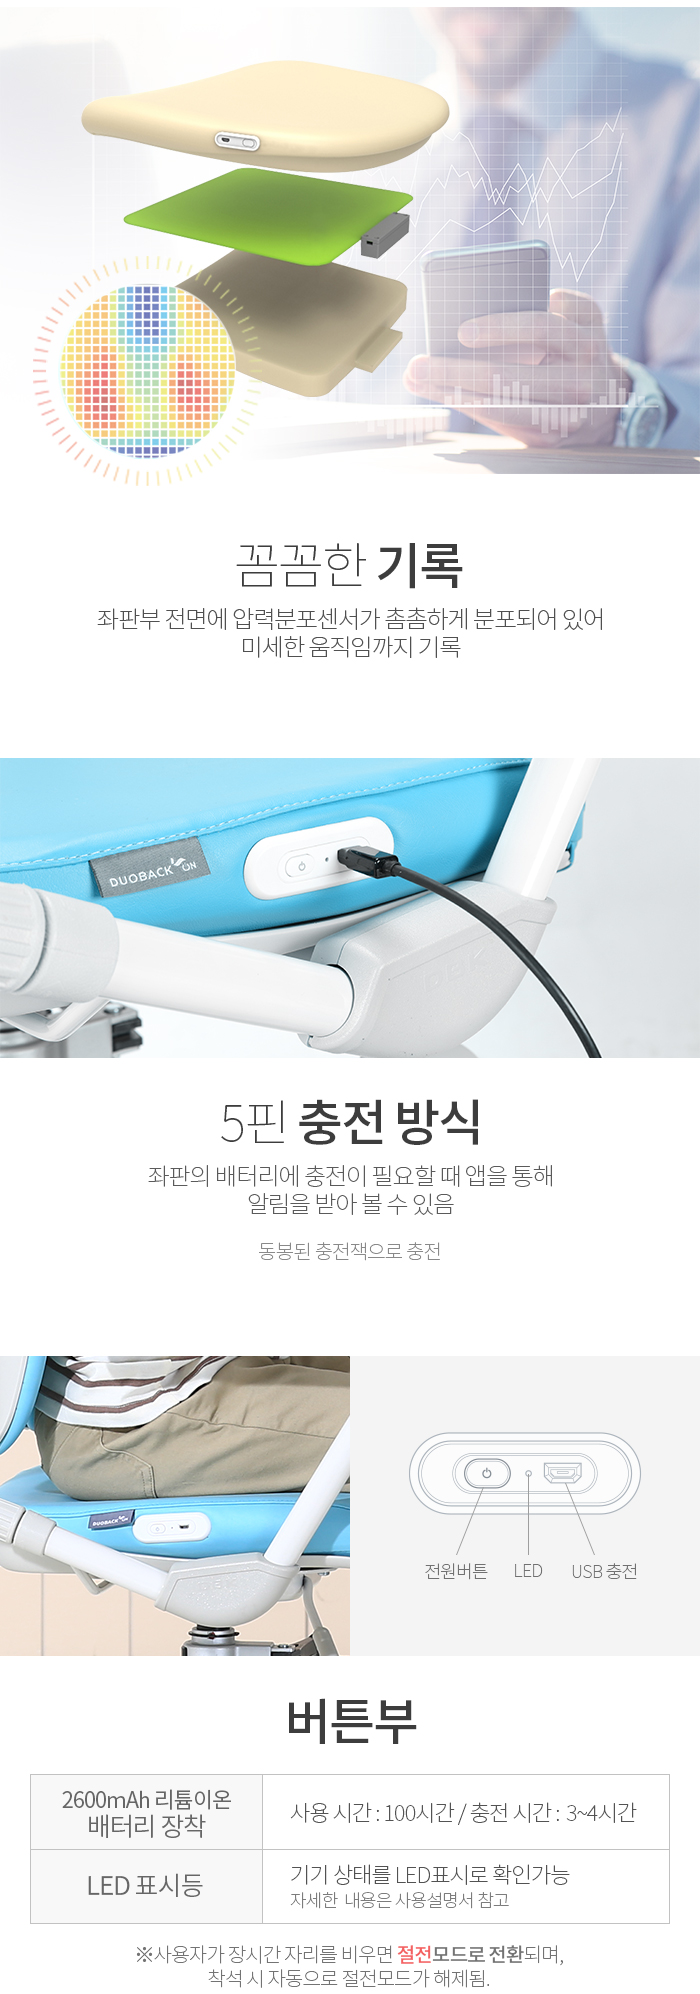 꼼꼼한 기록
좌판부 전면에 압력분포센서가 촘촘하게 분포되어 있어
미세한 움직임까지 기록
DUOBACK ON
5핀 충전 방식
좌판의 배터리에 충전이 필요할 때 앱을 통해
알림을 받아 볼 수 있음
동봉된 충전잭으로 충전
DUOBACK ON
전원버튼 LED USB 충전
버튼부
2600mAh 리튬이온
배터리 장착
사용 시간 : 100시간 / 충전 시간 : 3~4시간
LED 표시등
기기 상태를 LED표시로 확인가능
자세한 내용은 사용설명서 참고
※사용자가 장시간 자리를 비우면 절전모드로 전환되며,
착석 시 자동으로 절전모드가 해제됨.